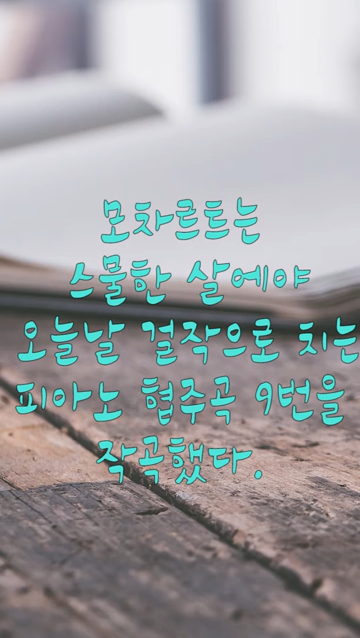 모차르트는
스물한 살에야
오늘날 걸작으로 치는
피아노 협주곡 9번을
작곡했다.